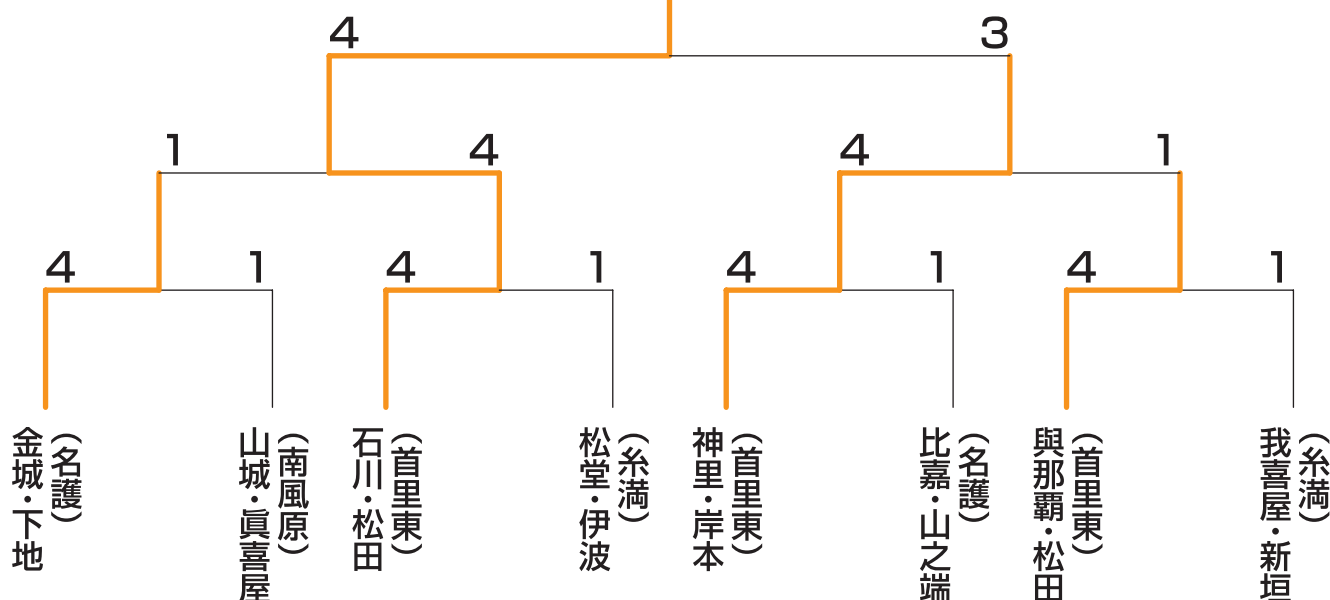 4 3
1 4 4 1
4 1 4 1 4 1 4 1
金城・下地
（名護）
山城・眞喜屋
（南風原）
石川・松田
（首里東）
松堂・伊波
（糸満）
神里・岸本
（首里東）
比嘉・山之端
（名護）
與那覇・松田
（首里東）
我喜屋・新垣
（糸満）